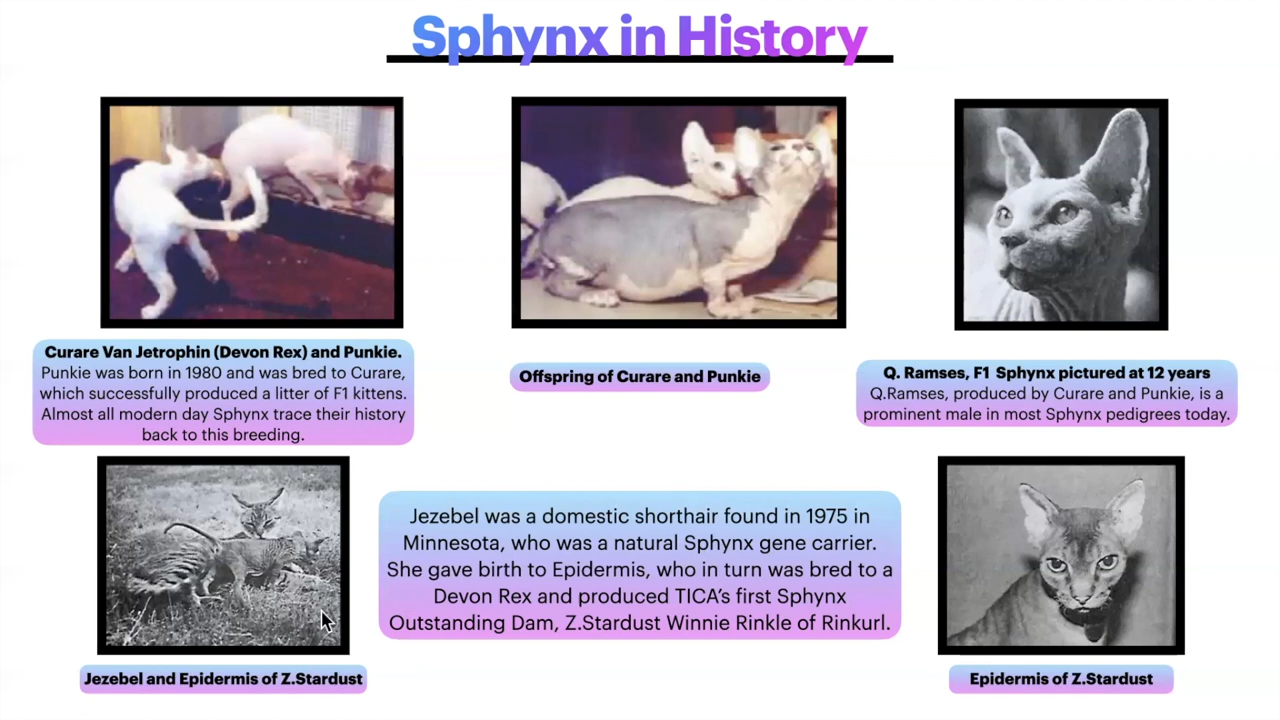 Sphynx in History
Curare Van Jetrophin (Devon Rex) and Punkie.
Punkie was born in 1980 and was bred to Curare,
which successfully produced a litter of F1 kittens.
Almost all modern day Sphynx trace their history
back to this breeding.
Offspring of Curare and Punkie
Q. Ramses, F1 Sphynx pictured at 12 years
Q.Ramses, produced by Curare and Punkie, is a
prominent male in most Sphynx pedigrees today.
Jezebel was a domestic shorthair found in 1975 in
Minnesota, who was a natural Sphynx gene carrier.
She gave birth to Epidermis, who in turn was bred to a
Devon Rex and produced TICA's first Sphynx
Outstanding Dam, Z.Stardust Winnie Rinkle of Rinkurl.
Jezebel and Epidermis of Z.Stardust
Epidermis of Z.Stardust